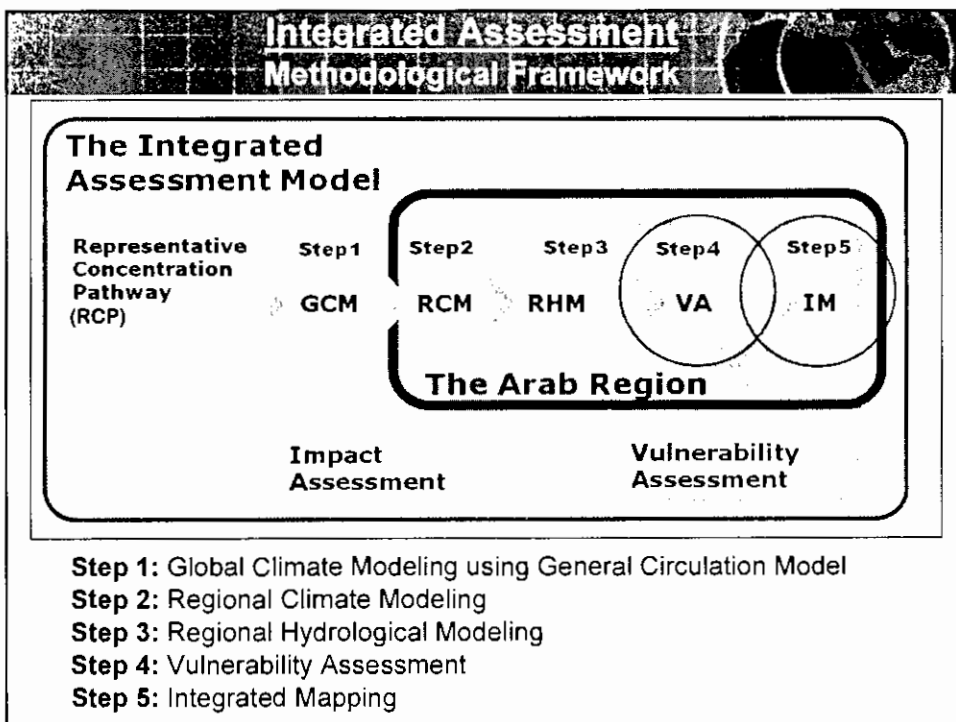 Integrated Assessment
Methodological Framework
The Integrated
Assessment Model
Representative
Concentration
Pathway
(RCP)
Step1
GCM
Step2
RCM
Step3
RHM
Step4
VA
Step5
IM
The Arab Region
Impact
Assessment
Vulnerability
Assessment
Step 1: Global Climate Modeling using General Circulation Model
Step 2: Regional Climate Modeling
Step 3: Regional Hydrological Modeling
Step 4: Vulnerability Assessment
Step 5: Integrated Mapping